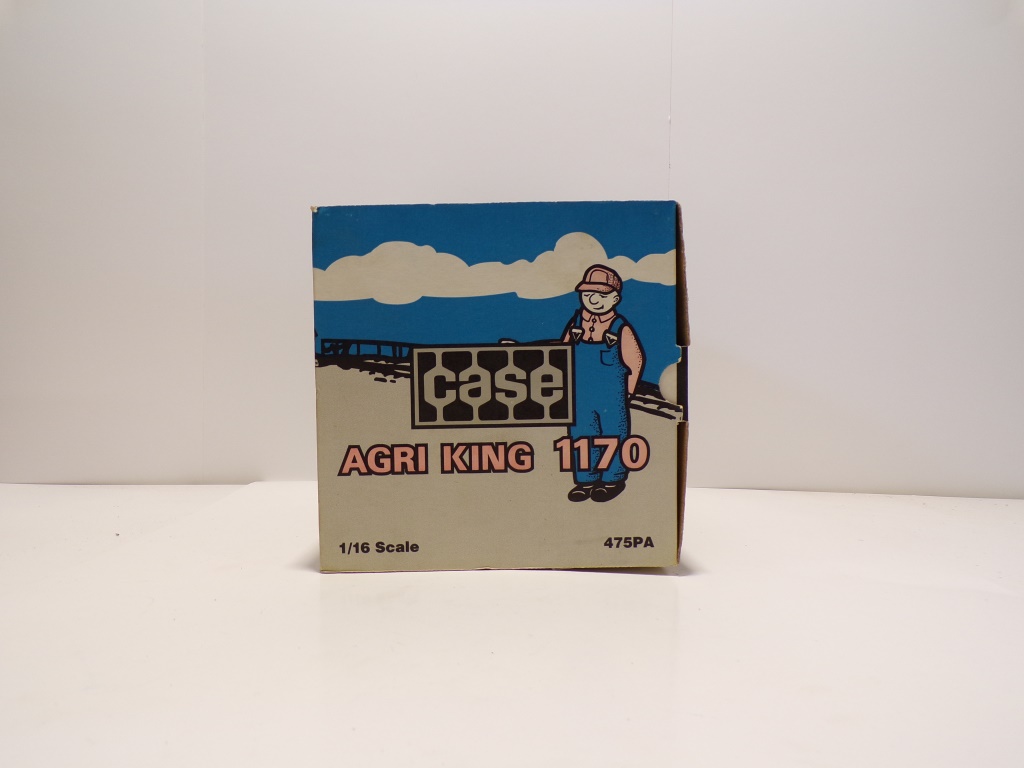 case
AGRI KING 1170
1/16 Scale 475PA